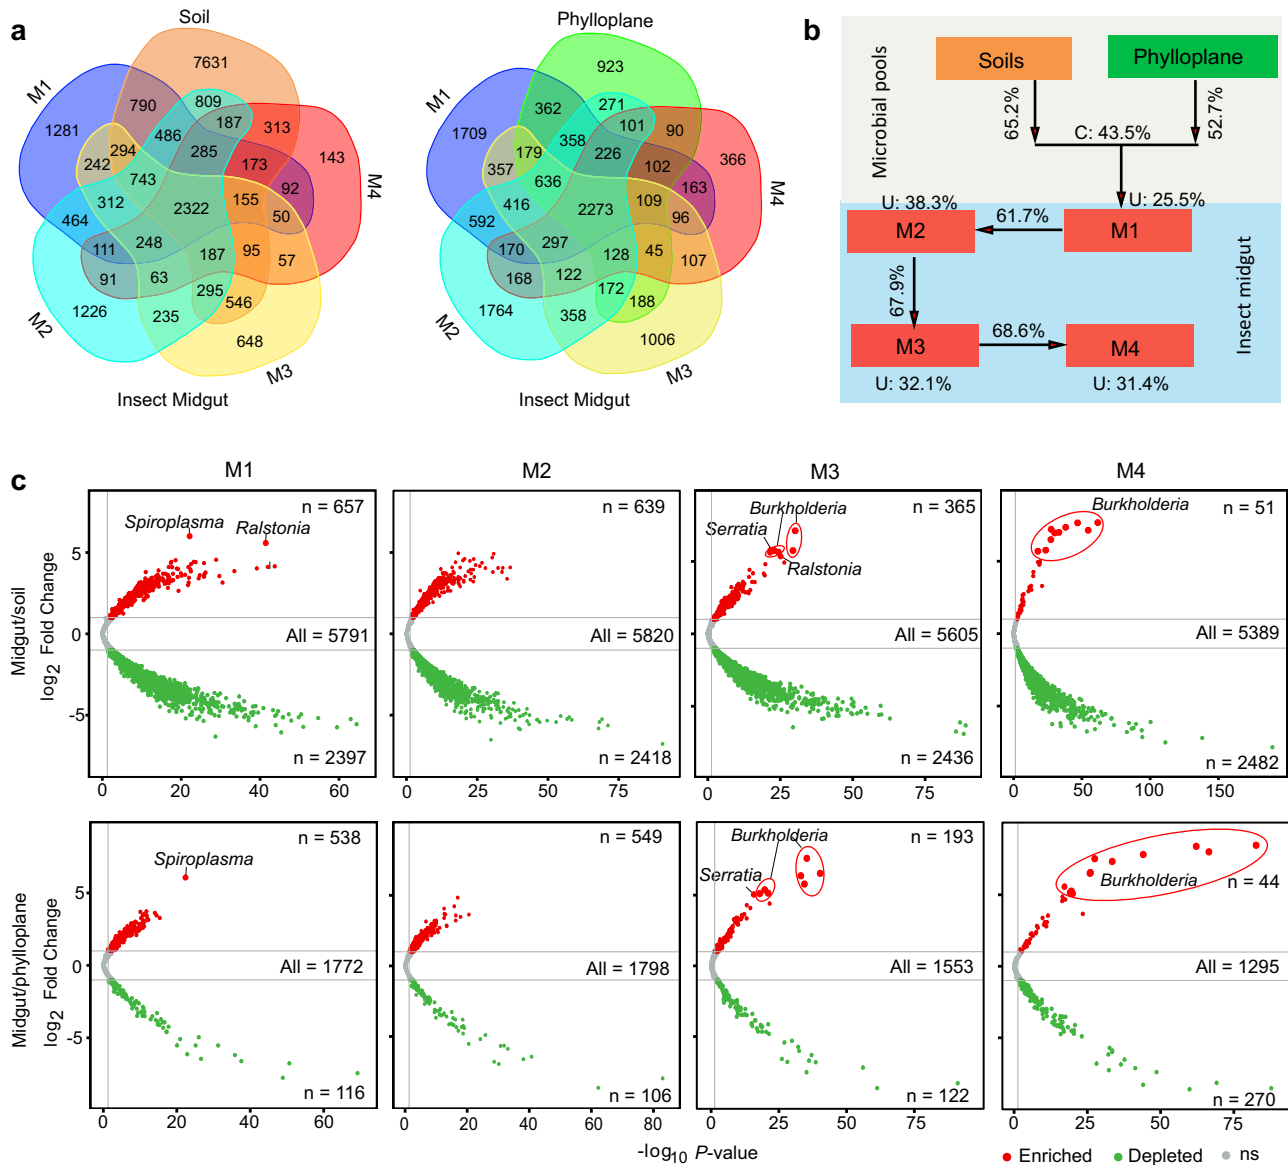 a
Soil
M1
M4
M2
M3
Insect Midgut
7631
790
809
187
313
143
1281
486
285
173
92
294
242
743
155
50
312
2322
464
248
187
95
57
111
91
63
295
546
1226
235
648
Phylloplane
M1
M4
M2
M3
Insect Midgut
923
362
271
101
90
366
1709
358
226
102
163
179
357
636
109
96
416
2273
592
297
128
45
107
170
168
122
172
188
1764
358
1006
b
Microbial pools
Soils
Phylloplane
65.2%
C: 43.5%
52.7%
U: 38.3%
U: 25.5%
M2
61.7%
M1
67.9%
M3
68.6%
M4
U: 32.1%
U: 31.4%
Insect midgut
c
M1
M2
M3
M4
Midgut/soil
log2 Fold Change
5
0
-5
n = 657
Spiroplasma
Ralstonia
All = 5791
n = 2397
0 20 40 60
n = 639
All = 5820
n = 2418
0 25 50 75
n = 365
Burkholderia
Serratia
Ralstonia
All = 5605
n = 2436
0 25 50 75
n = 51
Burkholderia
All = 5389
n = 2482
0 50 100 150
Midgut/phylloplane
log2 Fold Change
5
0
-5
n = 538
Spiroplasma
All = 1772
n = 116
0 20 40 60
n = 549
All = 1798
n = 106
0 20 40 60 80
n = 193
Burkholderia
Serratia
All = 1553
n = 122
0 25 50 75
Burkholderia
n = 44
All = 1295
n = 270
0 25 50 75
-log10 P-value
Enriched Depleted ns